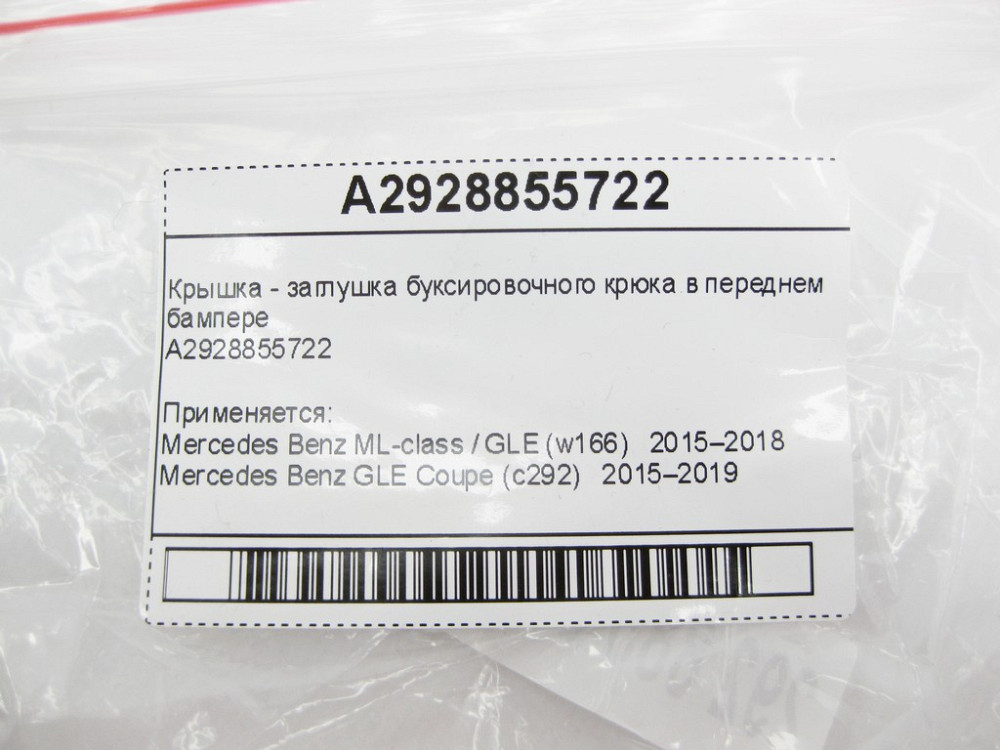 A2928855722
Крышка - заглушка буксировочного крюка в переднем
бампере
A2928855722
Применяется:
Mercedes Benz ML-class / GLE (w166) 2015–2018
Mercedes Benz GLE Coupe (c292) 2015–2019